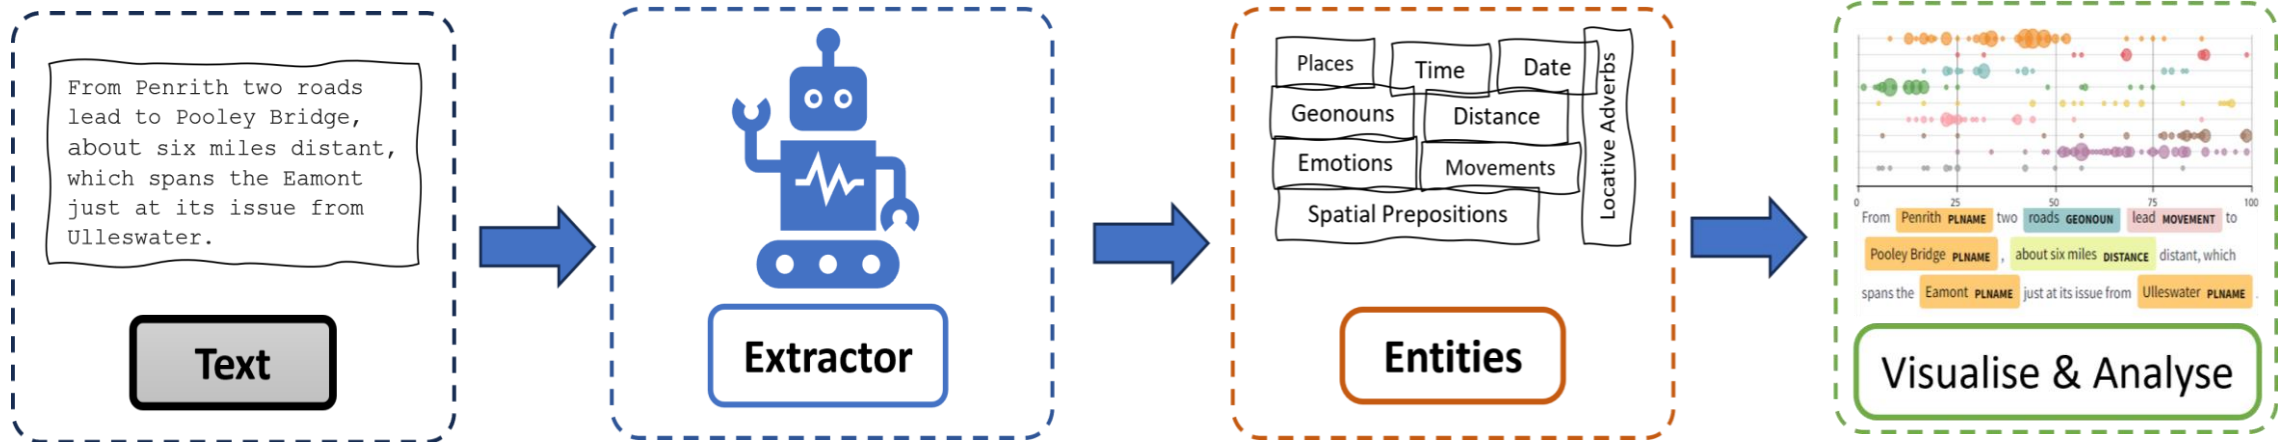 From Penrith two roads
lead to Pooley Bridge,
about six miles distant,
which spans the Eamont
just at its issue from
Ulleswater.
Text
Extractor
Places
Time
Date
Geonouns
Distance
Emotions
Movements
Spatial Prepositions
Locative Adverbs
Entities
0 25 50 75 100
From Penrith PLNAME two roads GEONOUN lead MOVEMENT to
Pooley Bridge PLNAME , about six miles DISTANCE distant, which
spans the Eamont PLNAME just at its issue from Ulleswater PLNAME .
Visualise & Analyse